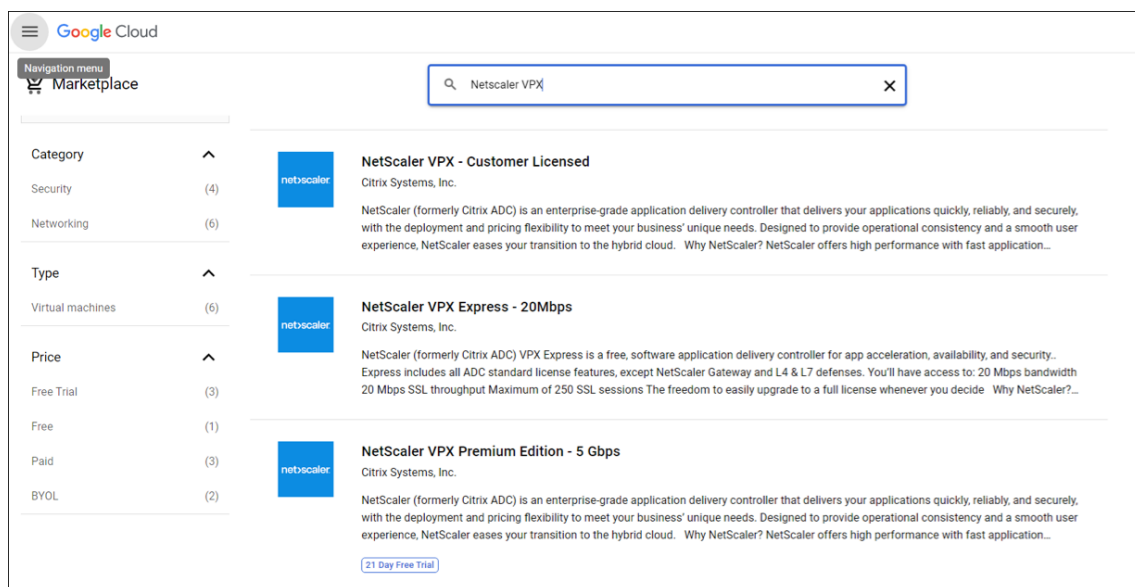 Google Cloud
Navigation menu
Marketplace
Netscaler VPX
Category
Security (4)
Networking (6)
Type
Virtual machines (6)
Price
Free Trial (3)
Free (1)
Paid (3)
BYOL (2)
net>scaler
NetScaler VPX - Customer Licensed
Citrix Systems, Inc.
NetScaler (formerly Citrix ADC) is an enterprise-grade application delivery controller that delivers your applications quickly, reliably, and securely,
with the deployment and pricing flexibility to meet your business' unique needs. Designed to provide operational consistency and a smooth user
experience, NetScaler eases your transition to the hybrid cloud. Why NetScaler? NetScaler offers high performance with fast application...
net>scaler
NetScaler VPX Express - 20Mbps
Citrix Systems, Inc.
NetScaler (formerly Citrix ADC) VPX Express is a free, software application delivery controller for app acceleration, availability, and security..
Express includes all ADC standard license features, except NetScaler Gateway and L4 & L7 defenses. You'll have access to: 20 Mbps bandwidth
20 Mbps SSL throughput Maximum of 250 SSL sessions The freedom to easily upgrade to a full license whenever you decide Why NetScaler?...
net>scaler
NetScaler VPX Premium Edition - 5 Gbps
Citrix Systems, Inc.
NetScaler (formerly Citrix ADC) is an enterprise-grade application delivery controller that delivers your applications quickly, reliably, and securely,
with the deployment and pricing flexibility to meet your business' unique needs. Designed to provide operational consistency and a smooth user
experience, NetScaler eases your transition to the hybrid cloud. Why NetScaler? NetScaler offers high performance with fast application...
21 Day Free Trial